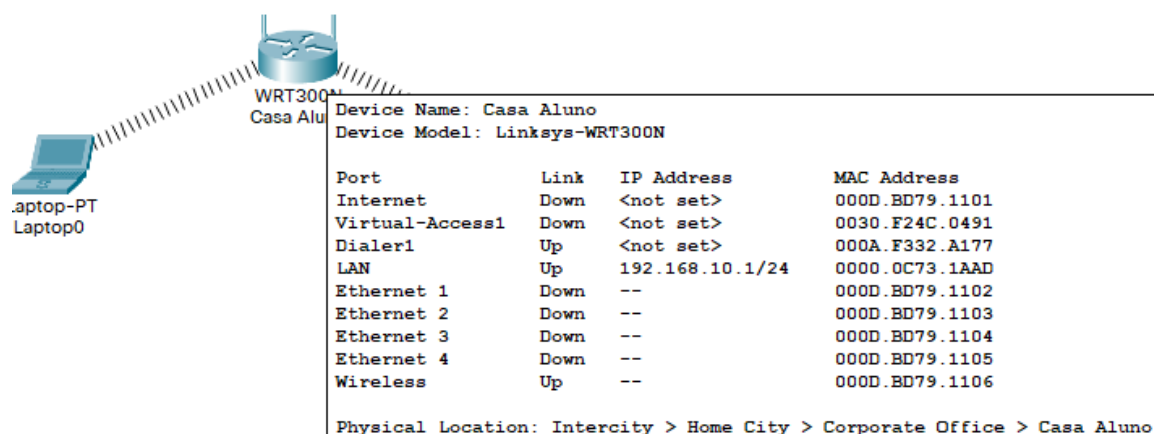 WRT300N
Casa Alu
Device Name: Casa Aluno
Device Model: Linksys-WRT300N
Port Link IP Address MAC Address
Internet Down <not set> 000D.BD79.1101
Virtual-Access1 Down <not set> 0030.F24C.0491
Dialer1 Up <not set> 000A.F332.A177
LAN Up 192.168.10.1/24 0000.0C73.1AAD
Ethernet 1 Down -- 000D.BD79.1102
Ethernet 2 Down -- 000D.BD79.1103
Ethernet 3 Down -- 000D.BD79.1104
Ethernet 4 Down -- 000D.BD79.1105
Wireless Up -- 000D.BD79.1106
Physical Location: Intercity > Home City > Corporate Office > Casa Aluno
aptop-PT
Laptop0